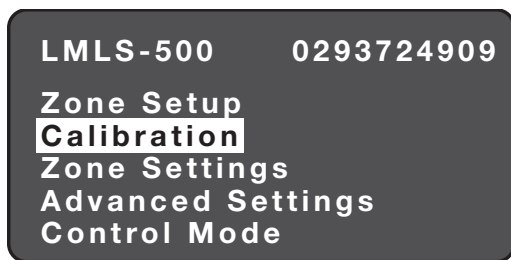 LMLS-500 0293724909
Zone Setup
Calibration
Zone Settings
Advanced Settings
Control Mode